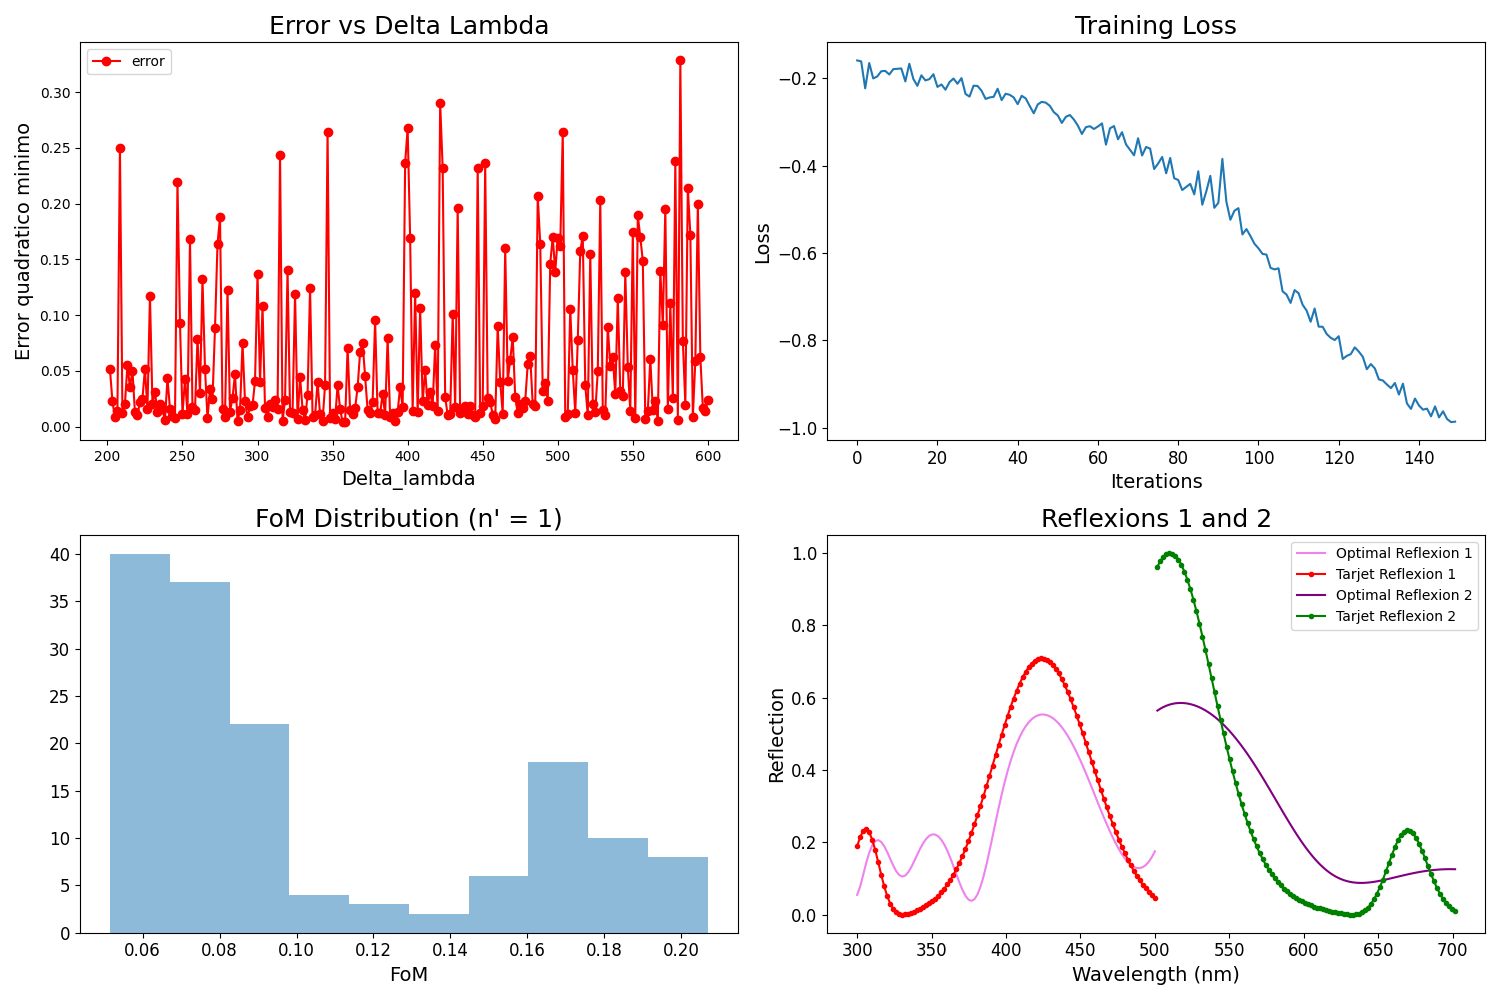 Error vs Delta Lambda
error
Error quadratico minimo
0.30
0.25
0.20
0.15
0.10
0.05
0.00
200 250 300 350 400 450 500 550 600
Delta_lambda
Training Loss
Loss
−0.2
−0.4
−0.6
−0.8
−1.0
0 20 40 60 80 100 120 140
Iterations
FoM Distribution (n' = 1)
40
35
30
25
20
15
10
5
0
0.06 0.08 0.10 0.12 0.14 0.16 0.18 0.20
FoM
Reflexions 1 and 2
Optimal Reflexion 1
Tarjet Reflexion 1
Optimal Reflexion 2
Tarjet Reflexion 2
Reflection
1.0
0.8
0.6
0.4
0.2
0.0
300 350 400 450 500 550 600 650 700
Wavelength (nm)